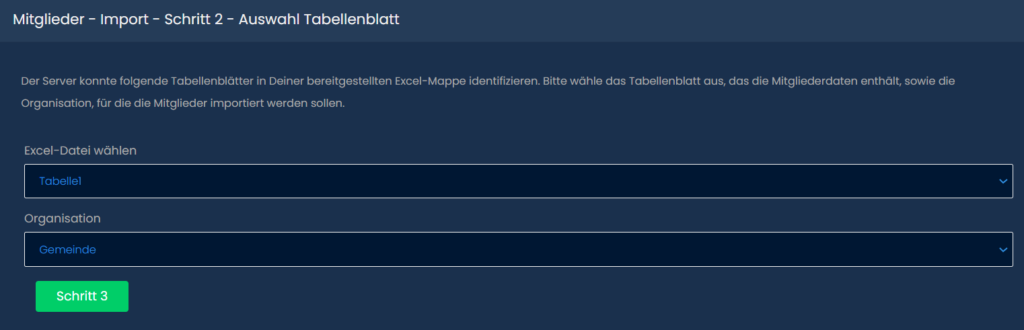 Mitglieder - Import - Schritt 2 - Auswahl Tabellenblatt
Der Server konnte folgende Tabellenblätter in Deiner bereitgestellten Excel-Mappe identifizieren. Bitte wähle das Tabellenblatt aus, das die Mitgliederdaten enthält, sowie die
Organisation, für die die Mitglieder importiert werden sollen.
Excel-Datei wählen
Tabelle1
Organisation
Gemeinde
Schritt 3